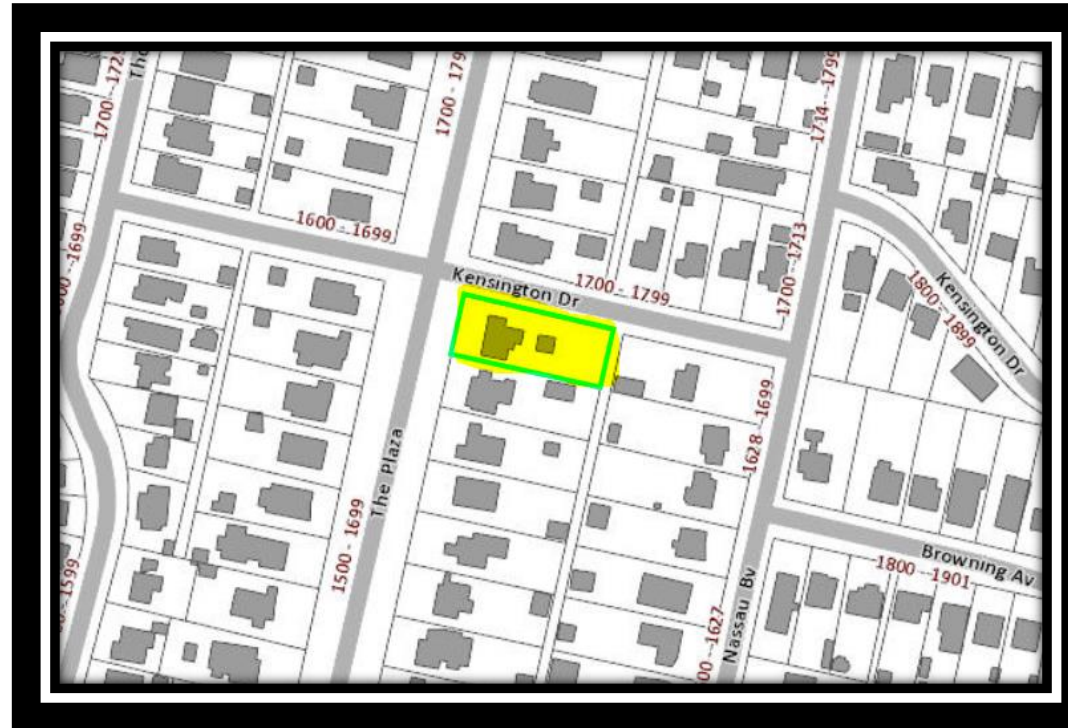 1700 - 1799
1600 - 1699
Kensington Dr
1700 - 1799
1700 - 1713
1714 - 1799
Kensington Dr
1800 - 1899
The Plaza
1500 - 1699
1628 - 1699
Nassau Bv
Browning Av
1800 - 1901